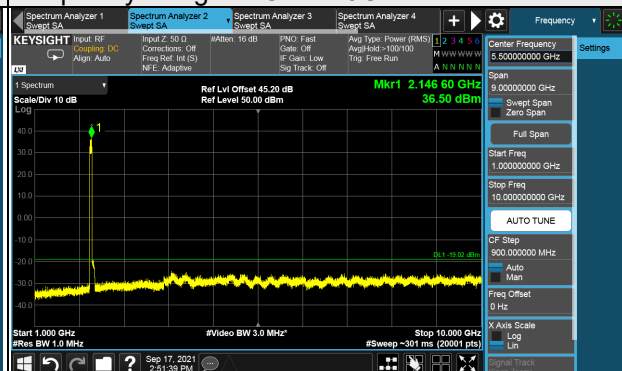 Spectrum Analyzer 1
Swept SA
Spectrum Analyzer 2
Swept SA
Spectrum Analyzer 3
Swept SA
Spectrum Analyzer 4
Swept SA
Frequency
KEYSIGHT
Input: RF
Coupling: DC
Align: Auto
Input Z: 50 Ω
Corrections: Off
Freq Ref: Int (S)
NFE: Adaptive
#Atten: 16 dB
PNO: Fast
Gate: Off
IF Gain: Low
Sig Track: Off
Avg Type: Power (RMS)
Avg|Hold:>100/100
Trig: Free Run
1 2 3 4 5 6
M W W W W W
A N N N N N
LXI
1 Spectrum
Scale/Div 10 dB
Log
Ref Lvl Offset 45.20 dB
Ref Level 50.00 dBm
Mkr1 2.146 60 GHz
36.50 dBm
1
40.0
30.0
20.0
10.0
0.00
-10.0
-20.0
-30.0
-40.0
DL1 -19.02 dBm
Start 1.000 GHz
#Res BW 1.0 MHz
#Video BW 3.0 MHz*
Stop 10.000 GHz
#Sweep ~301 ms (20001 pts)
Sep 17, 2021
2:51:39 PM
Center Frequency
5.500000000 GHz
Settings
Span
9.00000000 GHz
Swept Span
Zero Span
Full Span
Start Freq
1.000000000 GHz
Stop Freq
10.000000000 GHz
AUTO TUNE
CF Step
900.000000 MHz
Auto
Man
Freq Offset
0 Hz
X Axis Scale
Log
Lin
Signal Track